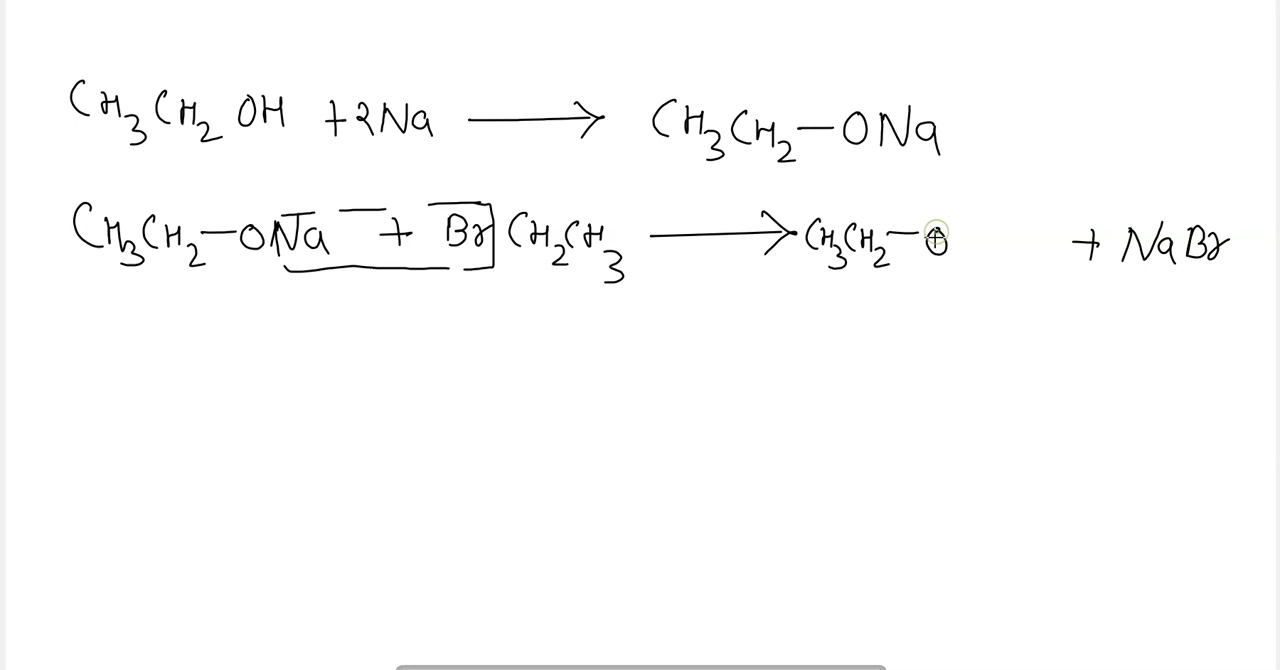 CH₃CH₂OH + 2Na ⟶ CH₃CH₂—ONa
CH₃CH₂—ONa + BrCH₂CH₃ ⟶ CH₃CH₂—O + NaBr